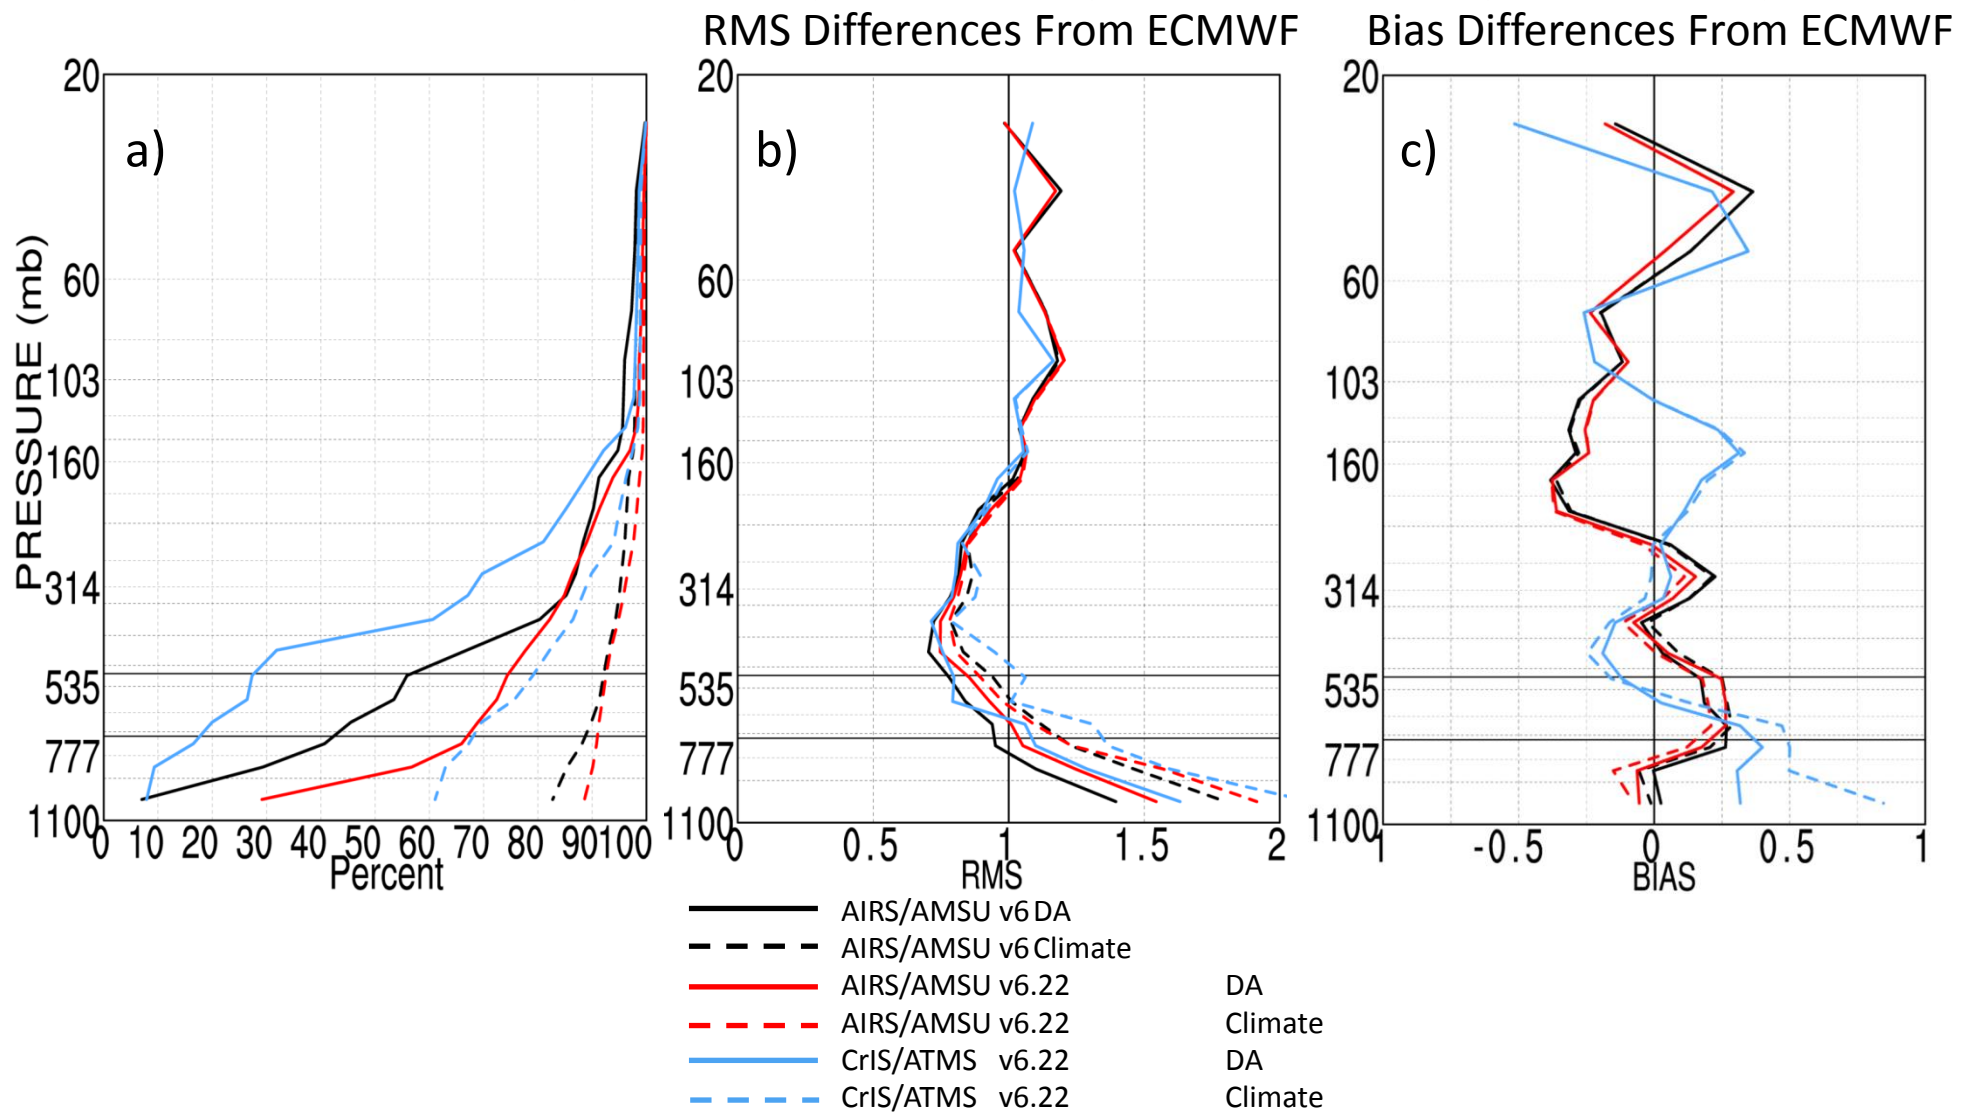 RMS Differences From ECMWF
Bias Differences From ECMWF
a)
b)
c)
PRESSURE (mb)
20
60
103
160
314
535
777
1100
0 10 20 30 40 50 60 70 80 90 100
Percent
20
60
103
160
314
535
777
1100
0 0.5 1 1.5 2
RMS
20
60
103
160
314
535
777
1100
1 -0.5 0 0.5 1
BIAS
AIRS/AMSU v6 DA
AIRS/AMSU v6 Climate
AIRS/AMSU v6.22 DA
AIRS/AMSU v6.22 Climate
CrIS/ATMS v6.22 DA
CrIS/ATMS v6.22 Climate